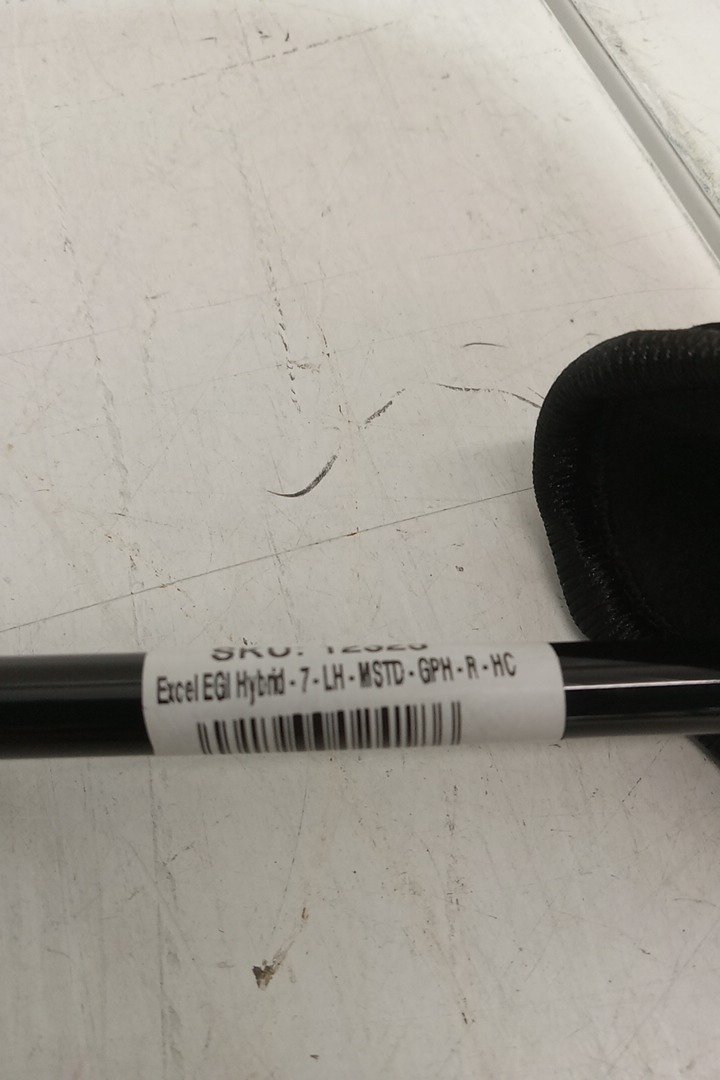 SKU:
Excel EGI Hybrid - 7 - LH - MSTD - GPH - R - HC